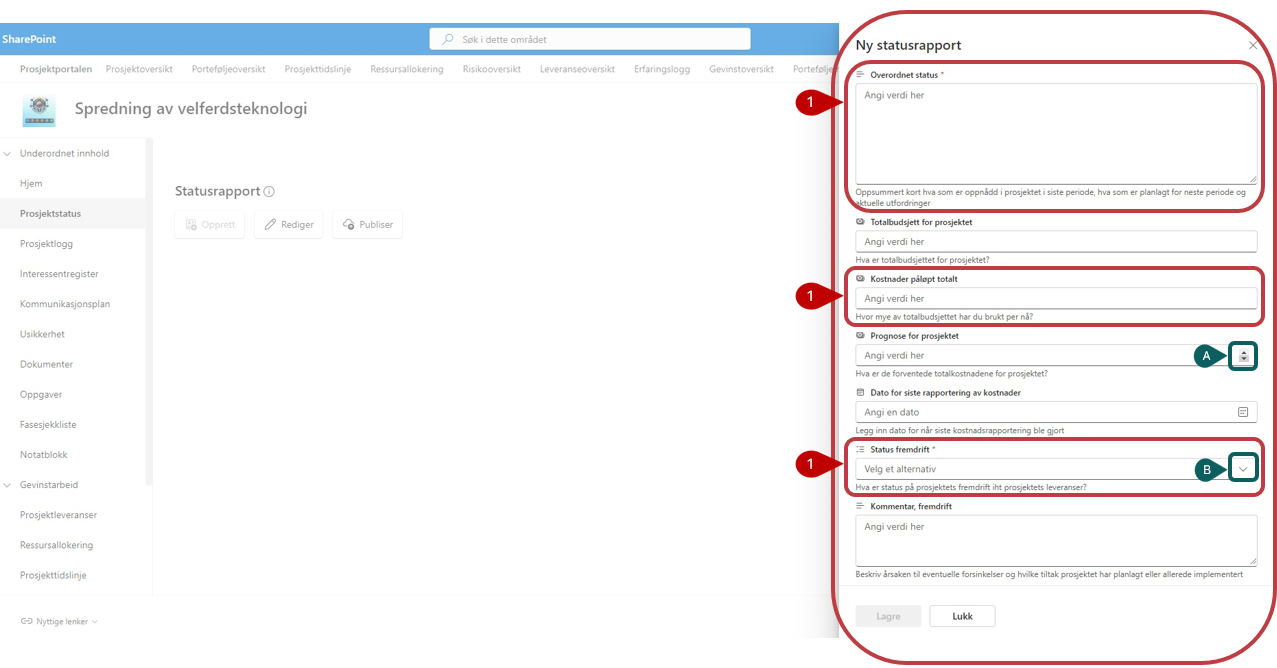 SharePoint
Søk i dette området
Prosjektportalen Prosjektoversikt Porteføljeoversikt Prosjekttidslinje Ressursallokering Risikooversikt Leveranseoversikt Erfaringslogg Gevinstoversikt Portefølje
Spredning av velferdsteknologi
Underordnet innhold
Hjem
Prosjektstatus
Prosjektlogg
Interessentregister
Kommunikasjonsplan
Usikkerhet
Dokumenter
Oppgaver
Fasesjekkliste
Notatblokk
Gevinstarbeid
Prosjektleveranser
Ressursallokering
Prosjekttidslinje
Nyttige lenker
Statusrapport
Opprett Rediger Publiser
Ny statusrapport
1
Overordnet status *
Angi verdi her
Oppsummert kort hva som er oppnådd i prosjektet i siste periode, hva som er planlagt for neste periode og
aktuelle utfordringer
Totalbudsjett for prosjektet
Angi verdi her
Hva er totalbudsjettet for prosjektet?
1
Kostnader påløpt totalt
Angi verdi her
Hvor mye av totalbudsjettet har du brukt per nå?
Prognose for prosjektet
Angi verdi her
A
Hva er de forventede totalkostnadene for prosjektet?
Dato for siste rapportering av kostnader
Angi en dato
Legg inn dato for når siste kostnadsrapportering ble gjort
1
Status fremdrift *
Velg et alternativ
B
Hva er status på prosjektets fremdrift iht prosjektets leveranser?
Kommentar, fremdrift
Angi verdi her
Beskriv årsaken til eventuelle forsinkelser og hvilke tiltak prosjektet har planlagt eller allerede implementert
Lagre Lukk